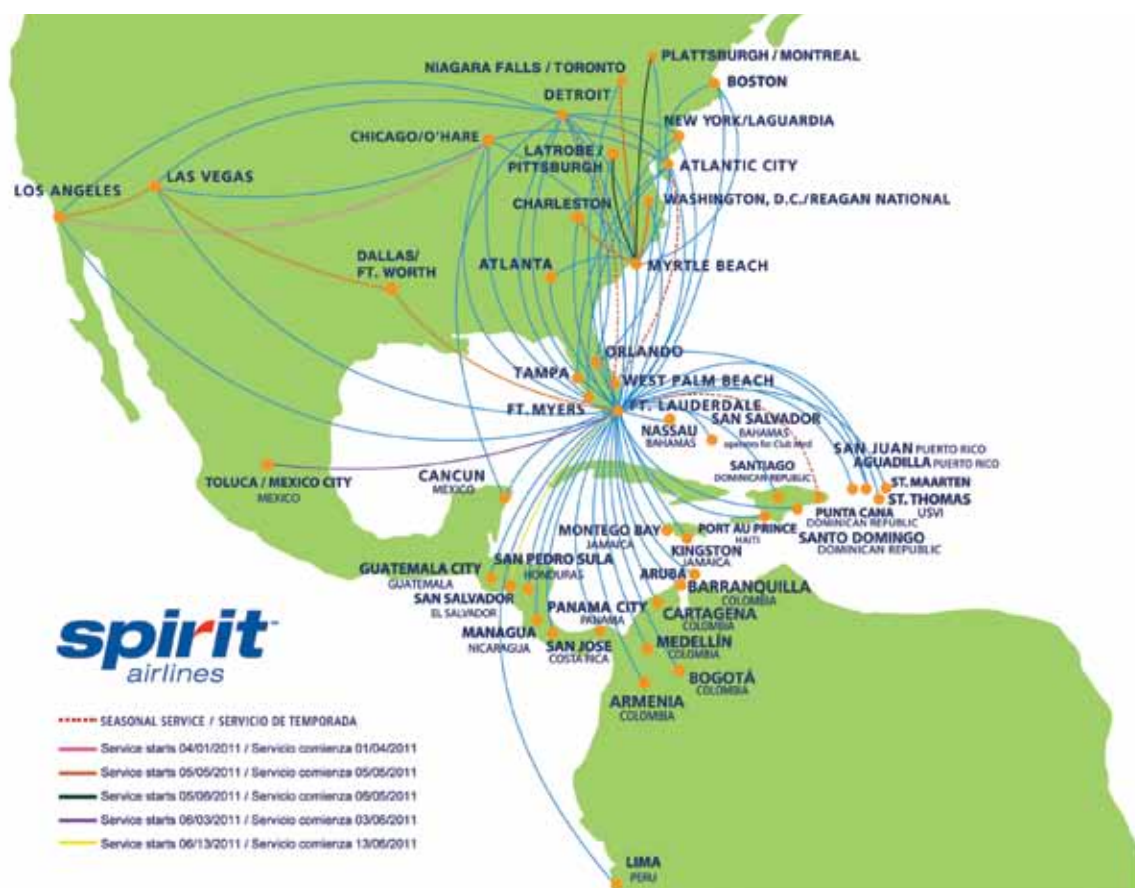 PLATTSBURGH / MONTREAL
NIAGARA FALLS / TORONTO
BOSTON
DETROIT
NEW YORK/LAGUARDIA
CHICAGO/O'HARE
LATROBE /
PITTSBURGH
ATLANTIC CITY
LAS VEGAS
LOS ANGELES
CHARLESTON
WASHINGTON, D.C./REAGAN NATIONAL
DALLAS/
FT. WORTH
ATLANTA
MYRTLE BEACH
ORLANDO
TAMPA
WEST PALM BEACH
FT. MYERS
FT. LAUDERDALE
NASSAU
BAHAMAS
SAN SALVADOR
BAHAMAS
operates for Club Med
SAN JUAN PUERTO RICO
AGUADILLA PUERTO RICO
SANTIAGO
DOMINICAN REPUBLIC
ST. MAARTEN
ST. THOMAS
USVI
TOLUCA / MEXICO CITY
MEXICO
CANCUN
MEXICO
PUNTA CANA
DOMINICAN REPUBLIC
PORT AU PRINCE
HAITI
SANTO DOMINGO
DOMINICAN REPUBLIC
MONTEGO BAY
JAMAICA
KINGSTON
JAMAICA
SAN PEDRO SULA
HONDURAS
GUATEMALA CITY
GUATEMALA
ARUBA
BARRANQUILLA
COLOMBIA
SAN SALVADOR
EL SALVADOR
PANAMA CITY
PANAMA
CARTAGENA
COLOMBIA
MANAGUA
NICARAGUA
SAN JOSE
COSTA RICA
MEDELLÍN
COLOMBIA
BOGOTÁ
COLOMBIA
ARMENIA
COLOMBIA
spirit
airlines
SEASONAL SERVICE / SERVICIO DE TEMPORADA
Service starts 04/01/2011 / Servicio comienza 01/04/2011
Service starts 05/05/2011 / Servicio comienza 05/05/2011
Service starts 05/06/2011 / Servicio comienza 06/05/2011
Service starts 06/03/2011 / Servicio comienza 03/06/2011
Service starts 06/13/2011 / Servicio comienza 13/06/2011
LIMA
PERU